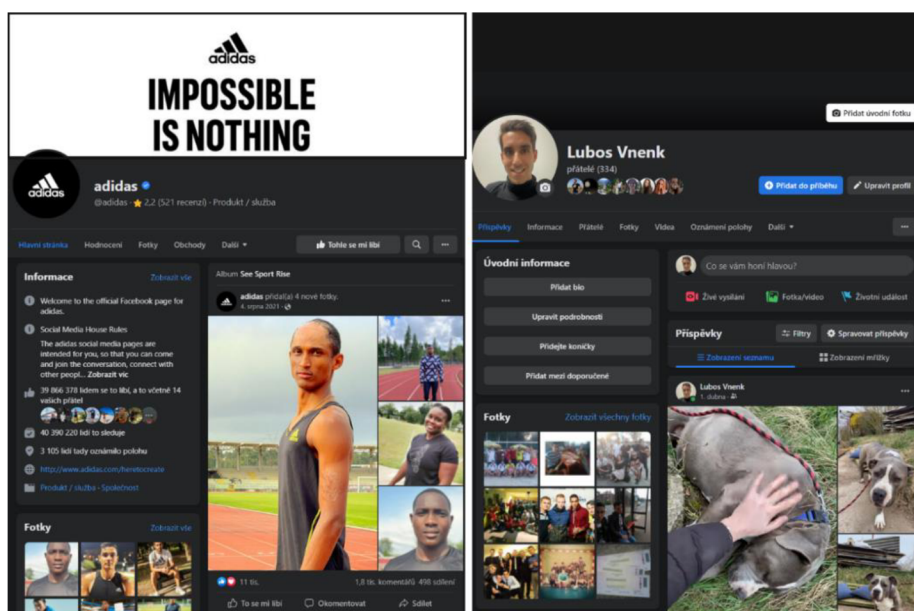 adidas
IMPOSSIBLE
IS NOTHING
adidas
adidas
@adidas · 2,2 (521 recenzí) · Produkt / služba
Hlavní stránka Hodnocení Fotky Obchody Další
Tohle se mi líbí
Informace Zobrazit vše
Welcome to the official Facebook page for
adidas.
Social Media House Rules
The adidas social media pages are
intended for you, so that you can come
and join the conversation, connect with
other peopl... Zobrazit víc
39 866 378 lidem se to líbí, a to včetně 14
vašich přátel
40 390 220 lidí to sleduje
3 105 lidí tady oznámilo polohu
http://www.adidas.com/heretocreate
Produkt / služba · Společnost
Fotky Zobrazit vše
Album See Sport Rise
adidas přidal(a) 4 nové fotky.
4. srpna 2021 ·
11 tis. 1,8 tis. komentářů 498 sdílení
To se mi líbí Okomentovat Sdílet
Přidat úvodní fotku
Lubos Vnenk
přátelé (334)
Přidat do příběhu Upravit profil
Příspěvky Informace Přátelé Fotky Videa Oznámení polohy Další
Úvodní informace
Přidat bio
Upravit podrobnosti
Přidejte koníčky
Přidat mezi doporučené
Fotky Zobrazit všechny fotky
Co se vám honí hlavou?
Živé vysílání Fotka/video Životní událost
Příspěvky Filtry Spravovat příspěvky
Zobrazení seznamu Zobrazení mřížky
Lubos Vnenk
1. dubna ·